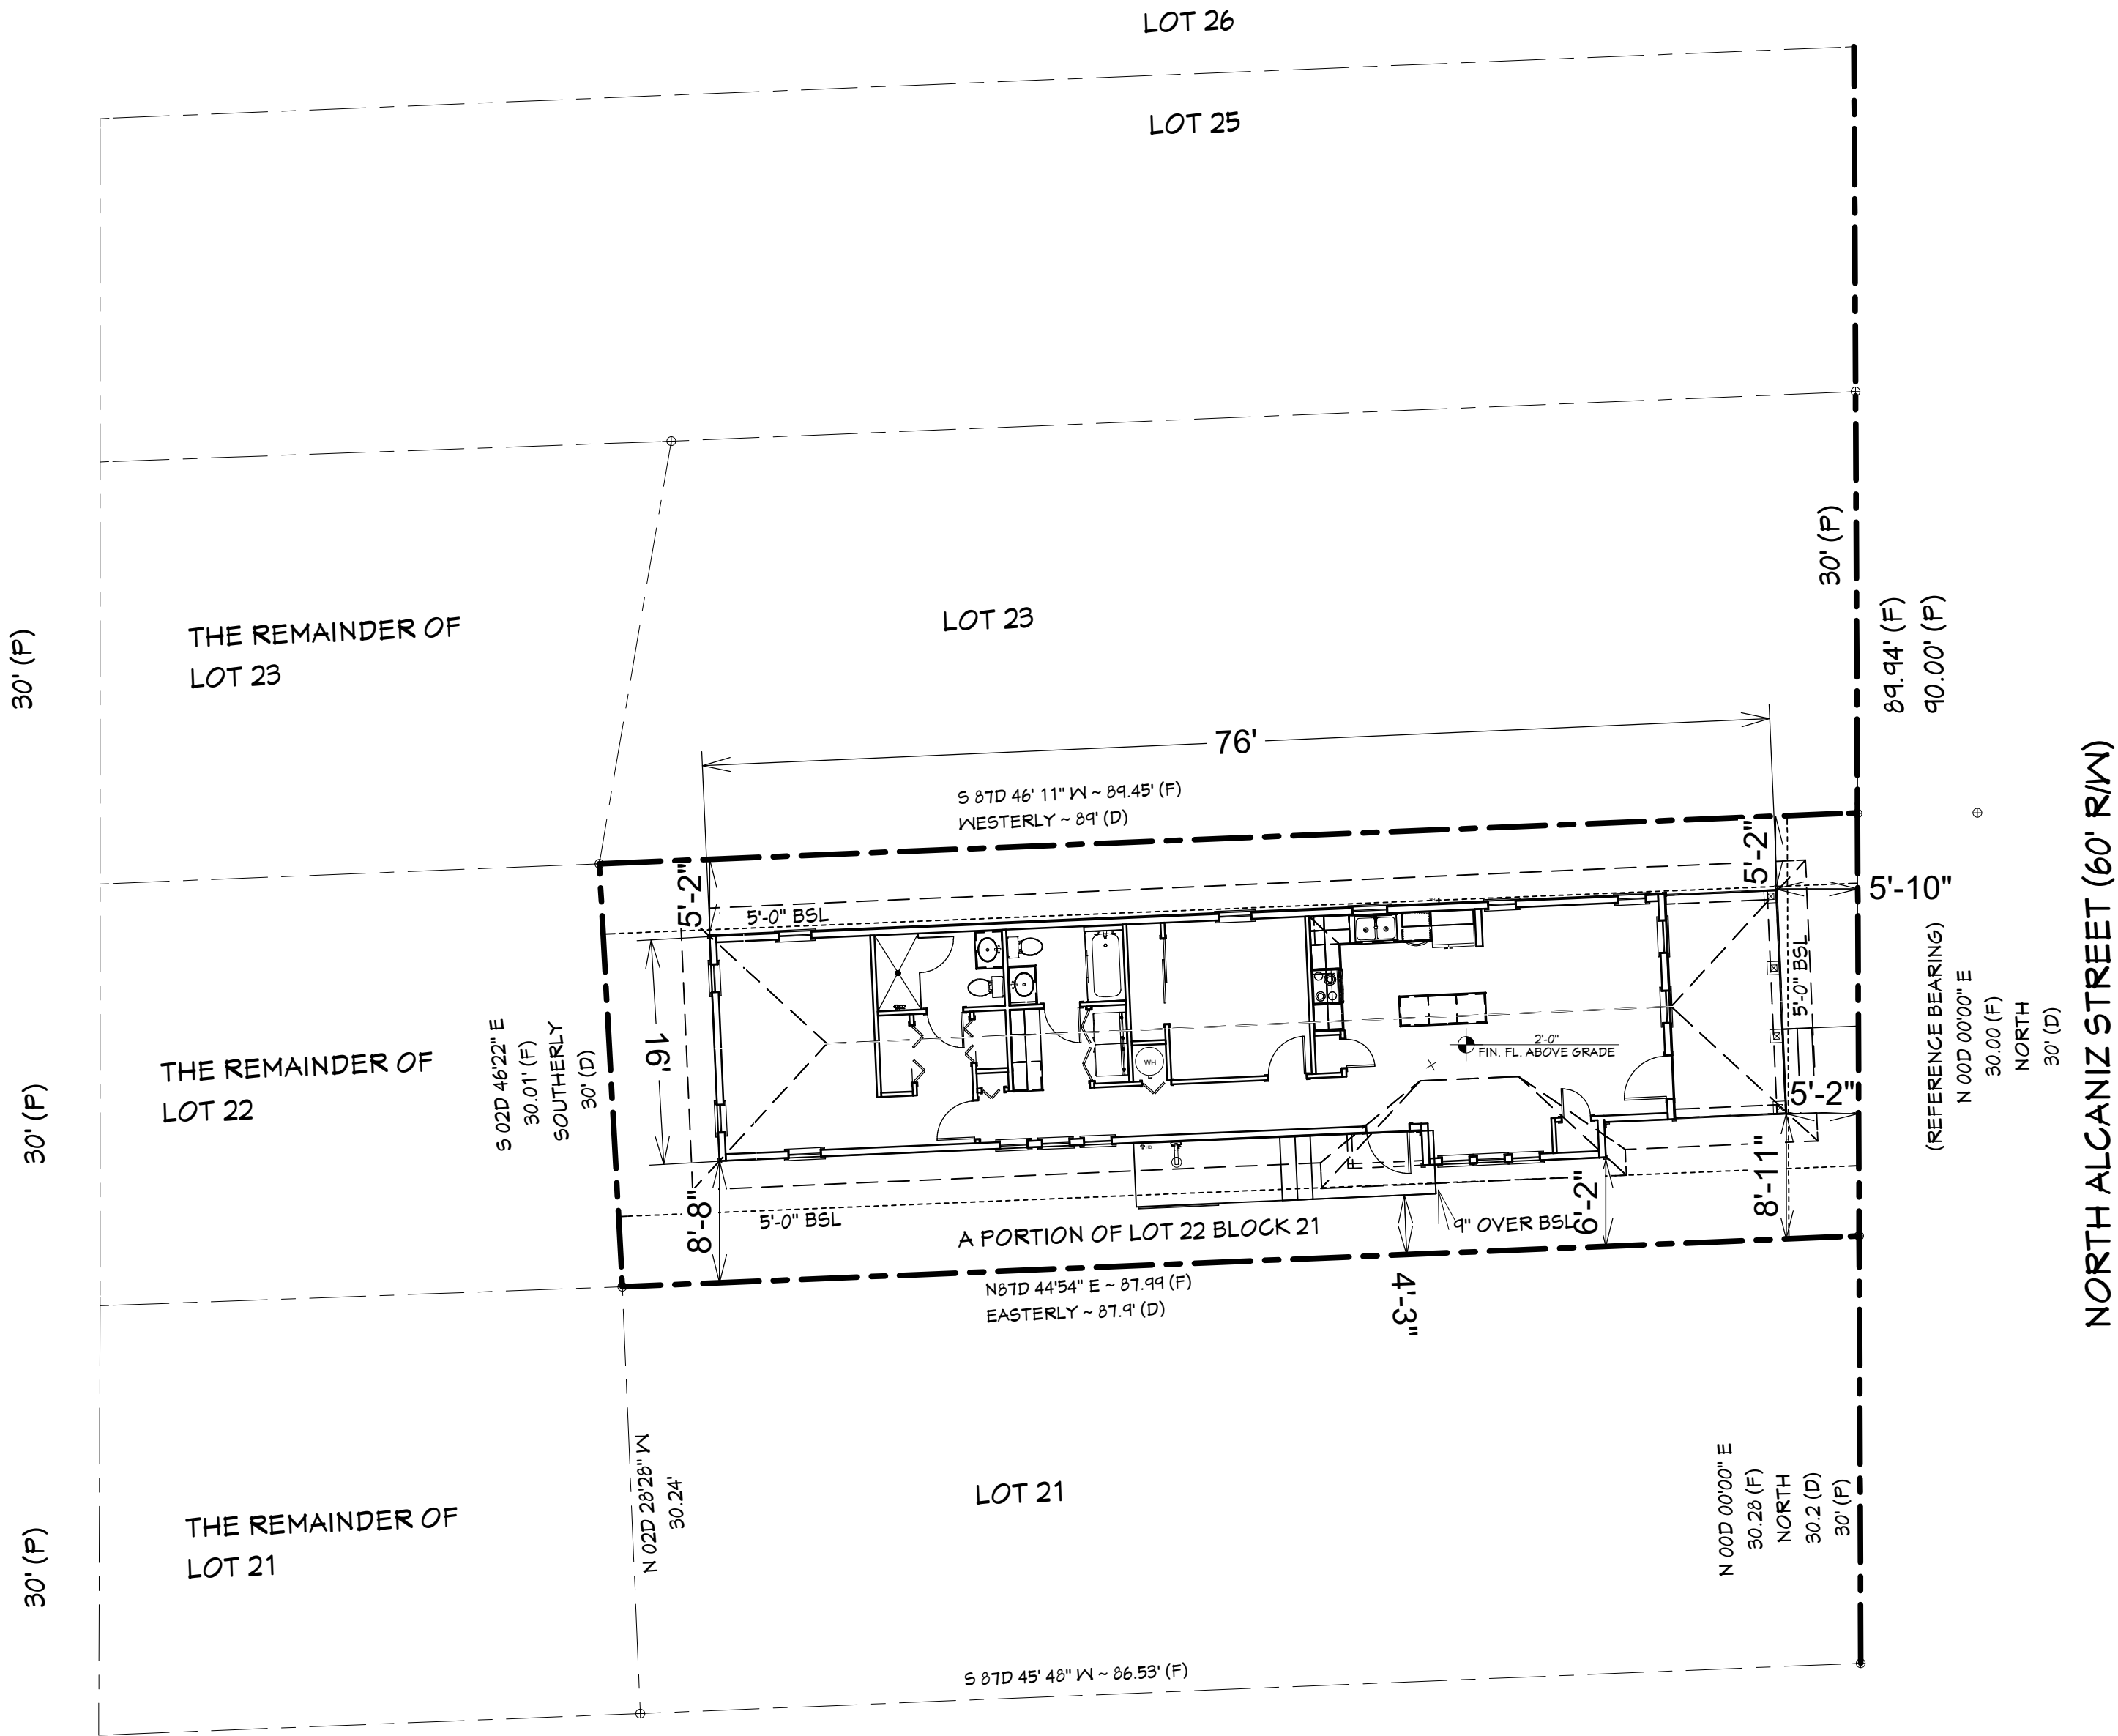 LOT 26
LOT 25
30' (P)
THE REMAINDER OF
LOT 23
LOT 23
30' (P)
89.94' (F)
90.00' (P)
NORTH ALCANIZ STREET (60' R/W)
76'
S 87D 46' 11" W ~ 89.45' (F)
WESTERLY ~ 89' (D)
5'-2"
5'-0" BSL
5'-2"
5'-10"
5'-0" BSL
(REFERENCE BEARING)
N 00D 00'00" E
30.00 (F)
NORTH
30' (D)
30' (P)
THE REMAINDER OF
LOT 22
S 02D 46'22" E
30.01' (F)
SOUTHERLY
30' (D)
16'
WH
2'-0"
FIN. FL. ABOVE GRADE
5'-2"
8'-8"
5'-0" BSL
A PORTION OF LOT 22 BLOCK 21
9" OVER BSL
6'-2"
8'-11"
N87D 44'54" E ~ 87.99 (F)
EASTERLY ~ 87.9' (D)
4'-3"
30' (P)
THE REMAINDER OF
LOT 21
N 02D 28'28" W
30.24'
LOT 21
N 00D 00'00" E
30.28 (F)
NORTH
30.2 (D)
30' (P)
S 87D 45' 48" W ~ 86.53' (F)